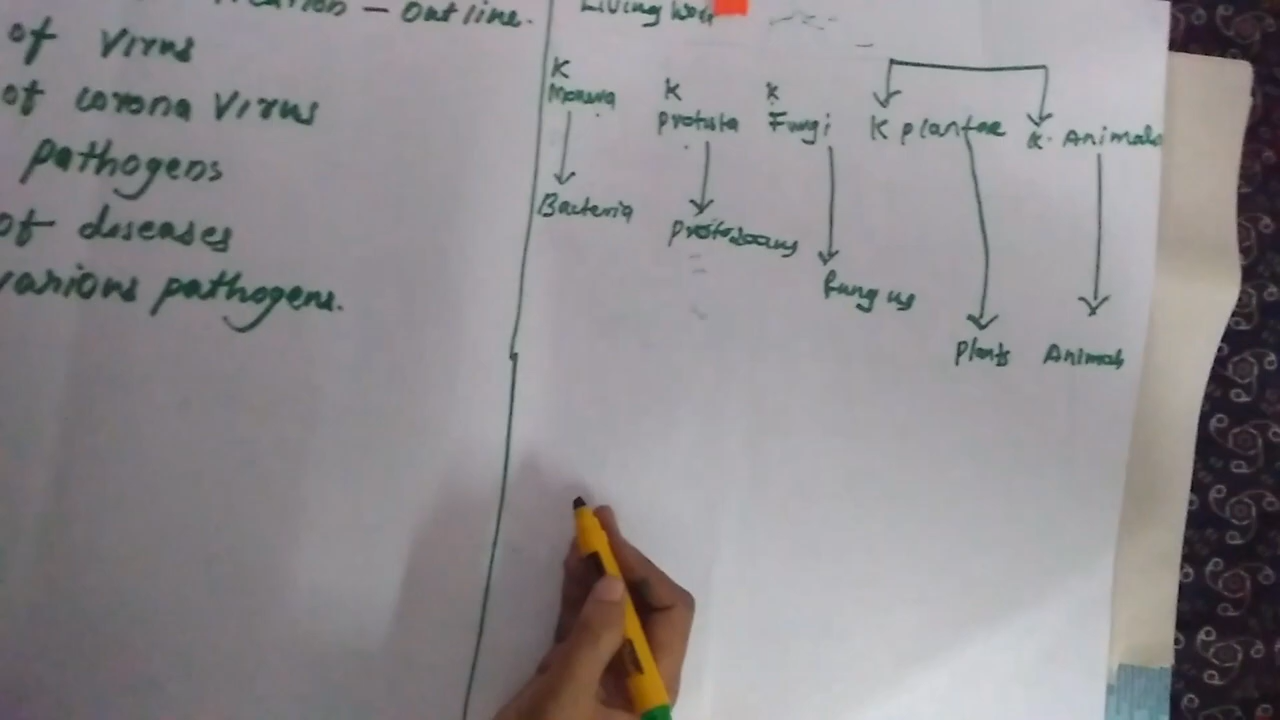 – Outline.
of Virus
of corona Virus
pathogens
of diseases
various pathogens.
Living
K
Monera
K
protista
K
Fungi
K plantae
K. Animals
Bacteria
Fungus
Plants
Animals